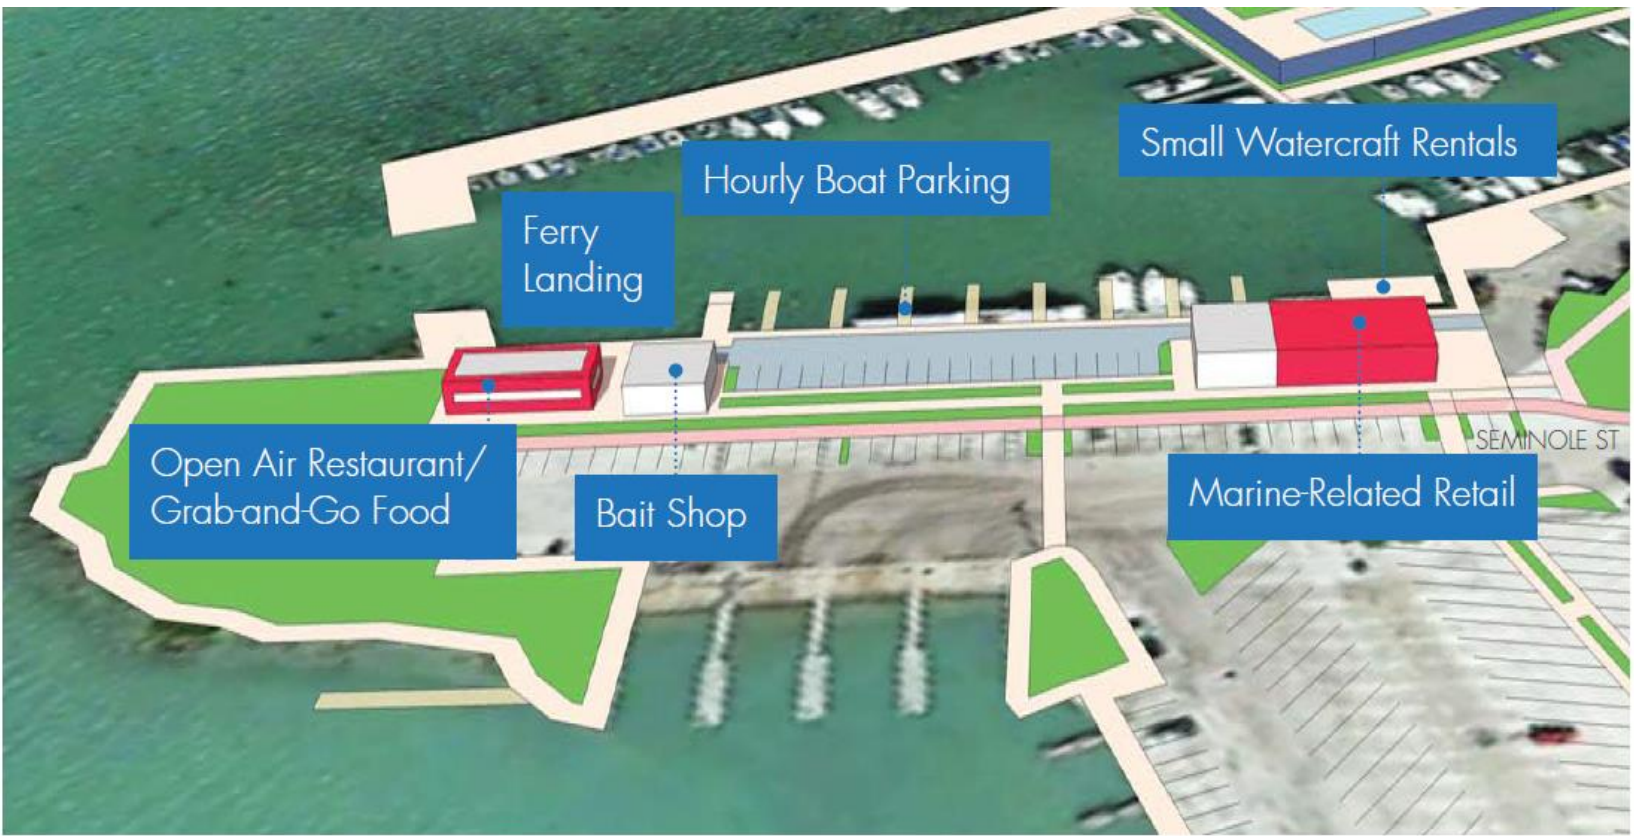 Small Watercraft Rentals
Hourly Boat Parking
Ferry
Landing
Open Air Restaurant/
Grab-and-Go Food
Bait Shop
Marine-Related Retail
SEMINOLE ST